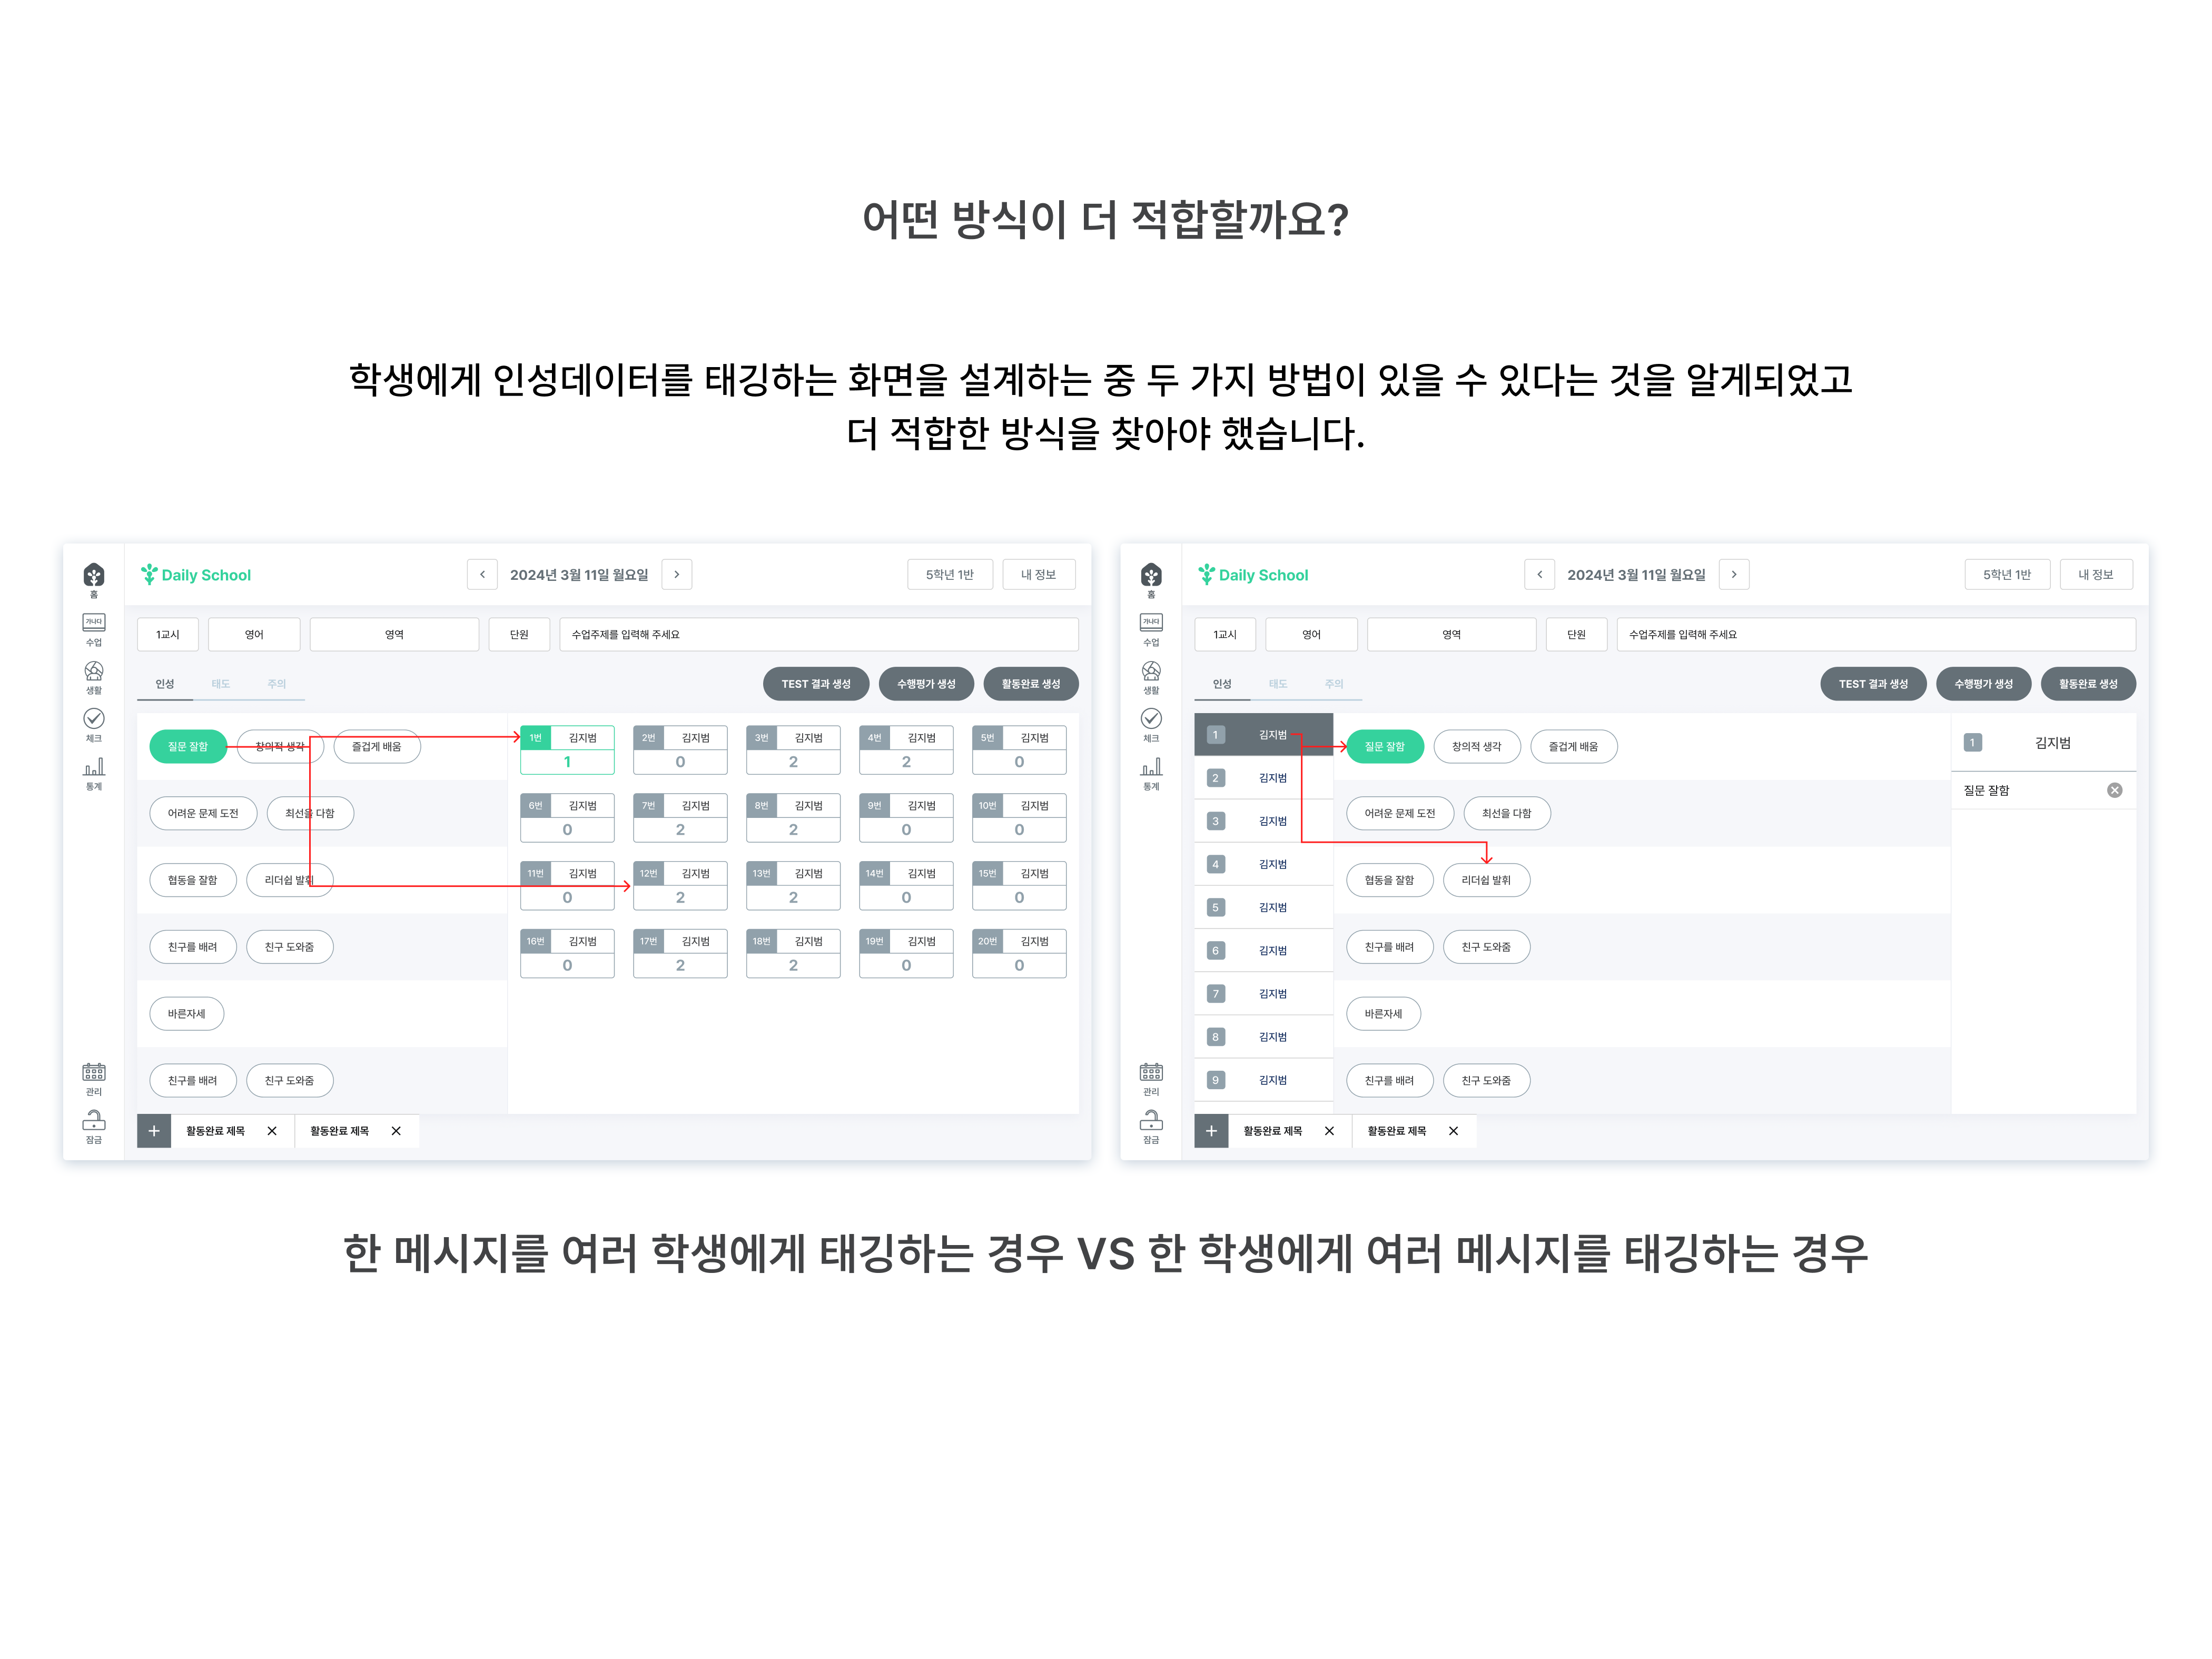 어떤 방식이 더 적합할까요?
학생에게 인성데이터를 태깅하는 화면을 설계하는 중 두 가지 방법이 있을 수 있다는 것을 알게되었고
더 적합한 방식을 찾아야 했습니다.
홈
가나다
수업
생활
체크
통계
관리
잠금
Daily School
2024년 3월 11일 월요일
5학년 1반
내 정보
1교시 영어 영역 단원 수업주제를 입력해 주세요
인성 태도 주의
TEST 결과 생성 수행평가 생성 활동완료 생성
질문 잘함 창의적 생각 즐겁게 배움
어려운 문제 도전 최선을 다함
협동을 잘함 리더쉽 발휘
친구를 배려 친구 도와줌
바른자세
친구를 배려 친구 도와줌
1번 김지범 2번 김지범 3번 김지범 4번 김지범 5번 김지범
1 0 2 2 0
6번 김지범 7번 김지범 8번 김지범 9번 김지범 10번 김지범
0 2 2 0 0
11번 김지범 12번 김지범 13번 김지범 14번 김지범 15번 김지범
0 2 2 0 0
16번 김지범 17번 김지범 18번 김지범 19번 김지범 20번 김지범
0 2 2 0 0
활동완료 제목 활동완료 제목
홈
가나다
수업
생활
체크
통계
관리
잠금
Daily School
2024년 3월 11일 월요일
5학년 1반
내 정보
1교시 영어 영역 단원 수업주제를 입력해 주세요
인성 태도 주의
TEST 결과 생성 수행평가 생성 활동완료 생성
1 김지범
2 김지범
3 김지범
4 김지범
5 김지범
6 김지범
7 김지범
8 김지범
9 김지범
질문 잘함 창의적 생각 즐겁게 배움
어려운 문제 도전 최선을 다함
협동을 잘함 리더쉽 발휘
친구를 배려 친구 도와줌
바른자세
친구를 배려 친구 도와줌
1 김지범
질문 잘함
활동완료 제목 활동완료 제목
한 메시지를 여러 학생에게 태깅하는 경우 VS 한 학생에게 여러 메시지를 태깅하는 경우